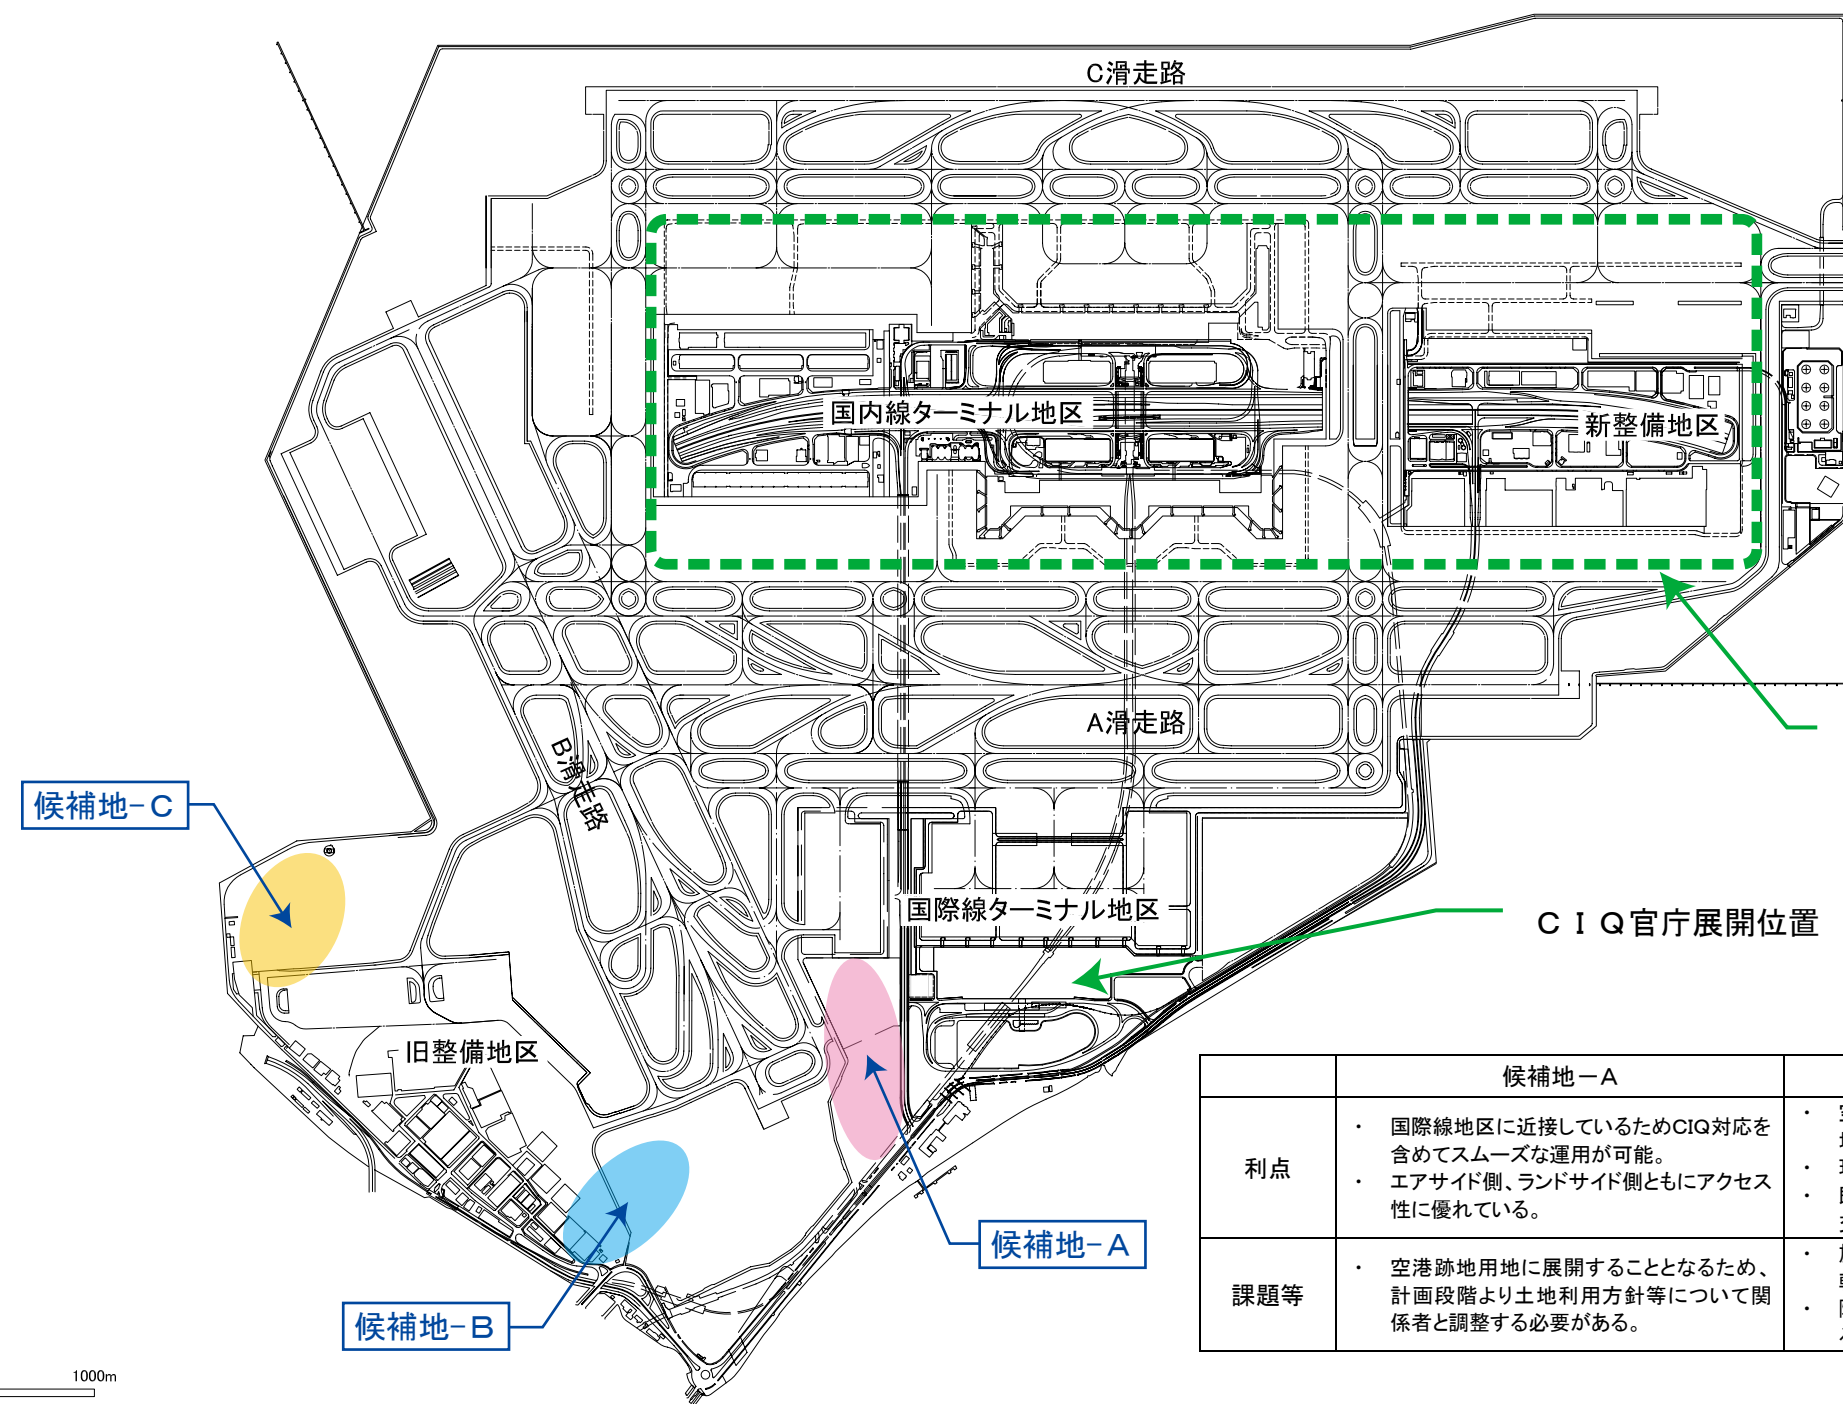 C滑走路
国内線ターミナル地区
新整備地区
A滑走路
B滑走路
候補地-C
国際線ターミナル地区
CIQ官庁展開位置
旧整備地区
候補地-A
候補地-B
1000m
候補地-A
利点
・ 国際線地区に近接しているためCIQ対応を
含めてスムーズな運用が可能。
・ エアサイド側、ランドサイド側ともにアクセス
性に優れている。
課題等
・ 空港跡地用地に展開することとなるため、
計画段階より土地利用方針等について関
係者と調整する必要がある。